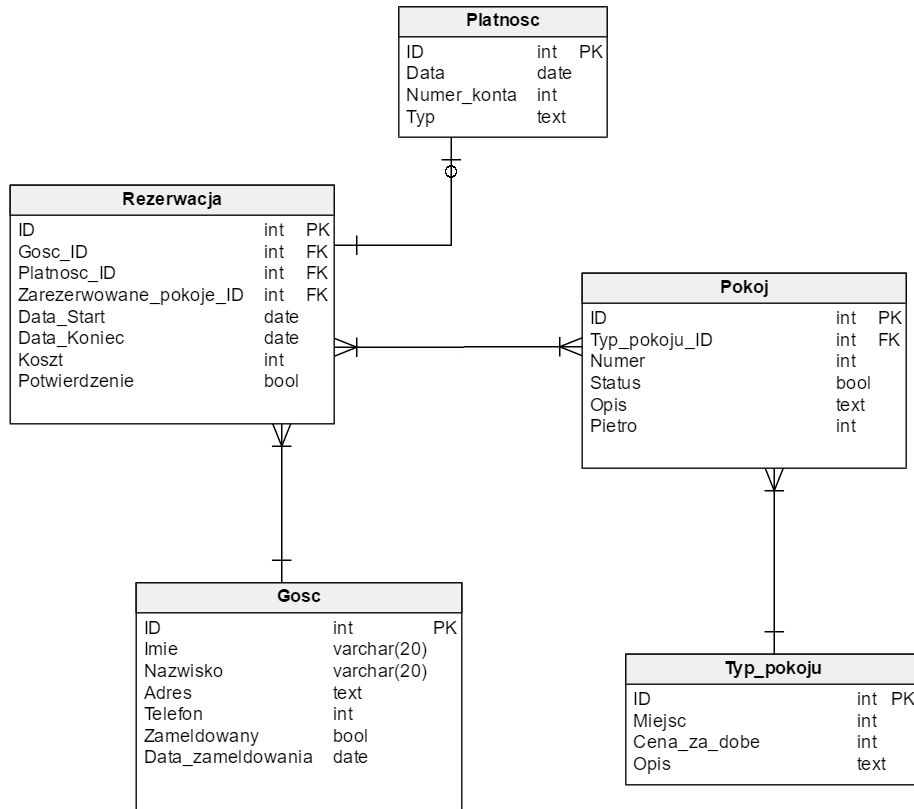 Platnosc
ID int PK
Data date
Numer_konta int
Typ text
Rezerwacja
ID int PK
Gosc_ID int FK
Platnosc_ID int FK
Zarezerwowane_pokoje_ID int FK
Data_Start date
Data_Koniec date
Koszt int
Potwierdzenie bool
Pokoj
ID int PK
Typ_pokoju_ID int FK
Numer int
Status bool
Opis text
Pietro int
Gosc
ID int PK
Imie varchar(20)
Nazwisko varchar(20)
Adres text
Telefon int
Zameldowany bool
Data_zameldowania date
Typ_pokoju
ID int PK
Miejsc int
Cena_za_dobe int
Opis text